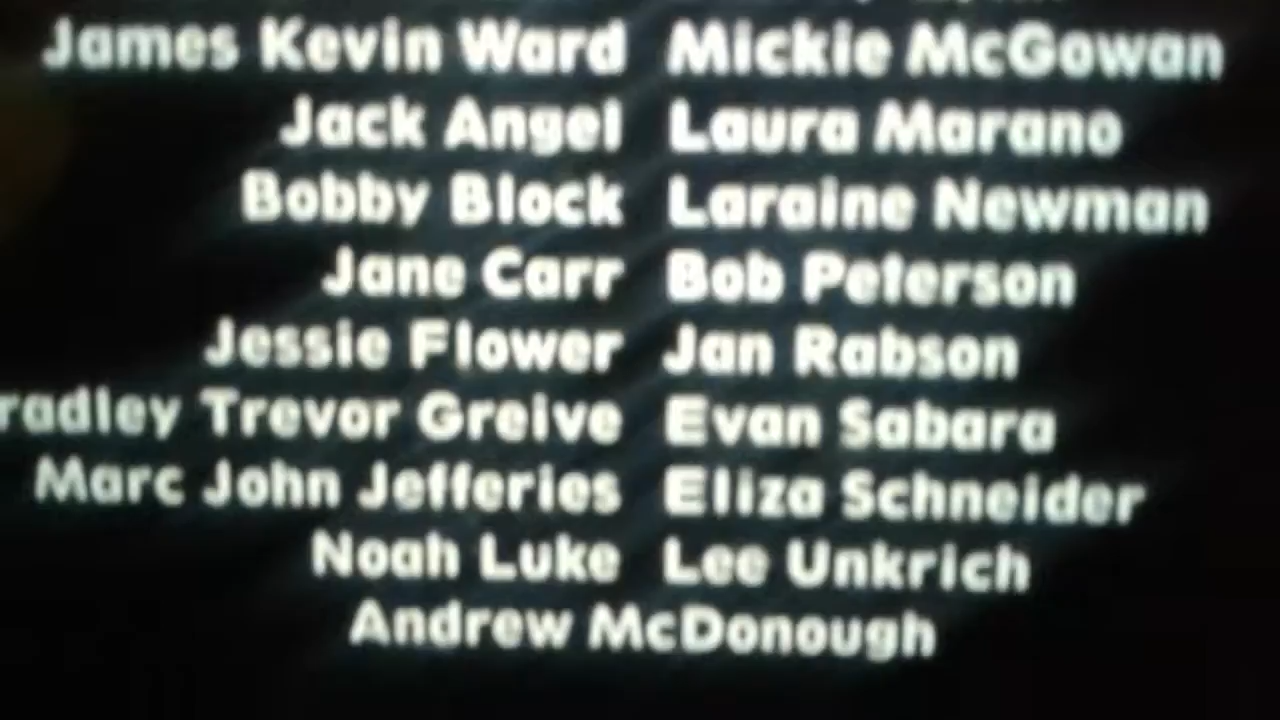 James Kevin Ward Mickie McGowan
Jack Angel Laura Marano
Bobby Block Laraine Newman
Jane Carr Bob Peterson
Jessie Flower Jan Rabson
Trevor Greive Evan Sabara
Marc John Jefferies Eliza Schneider
Noah Luke Lee Unkrich
Andrew McDonough